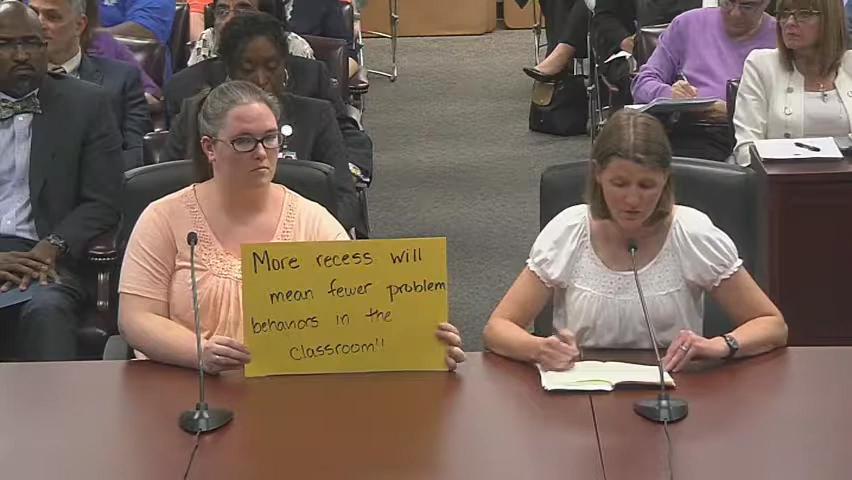 More recess will
mean fewer problem
behaviors in the
classroom!!